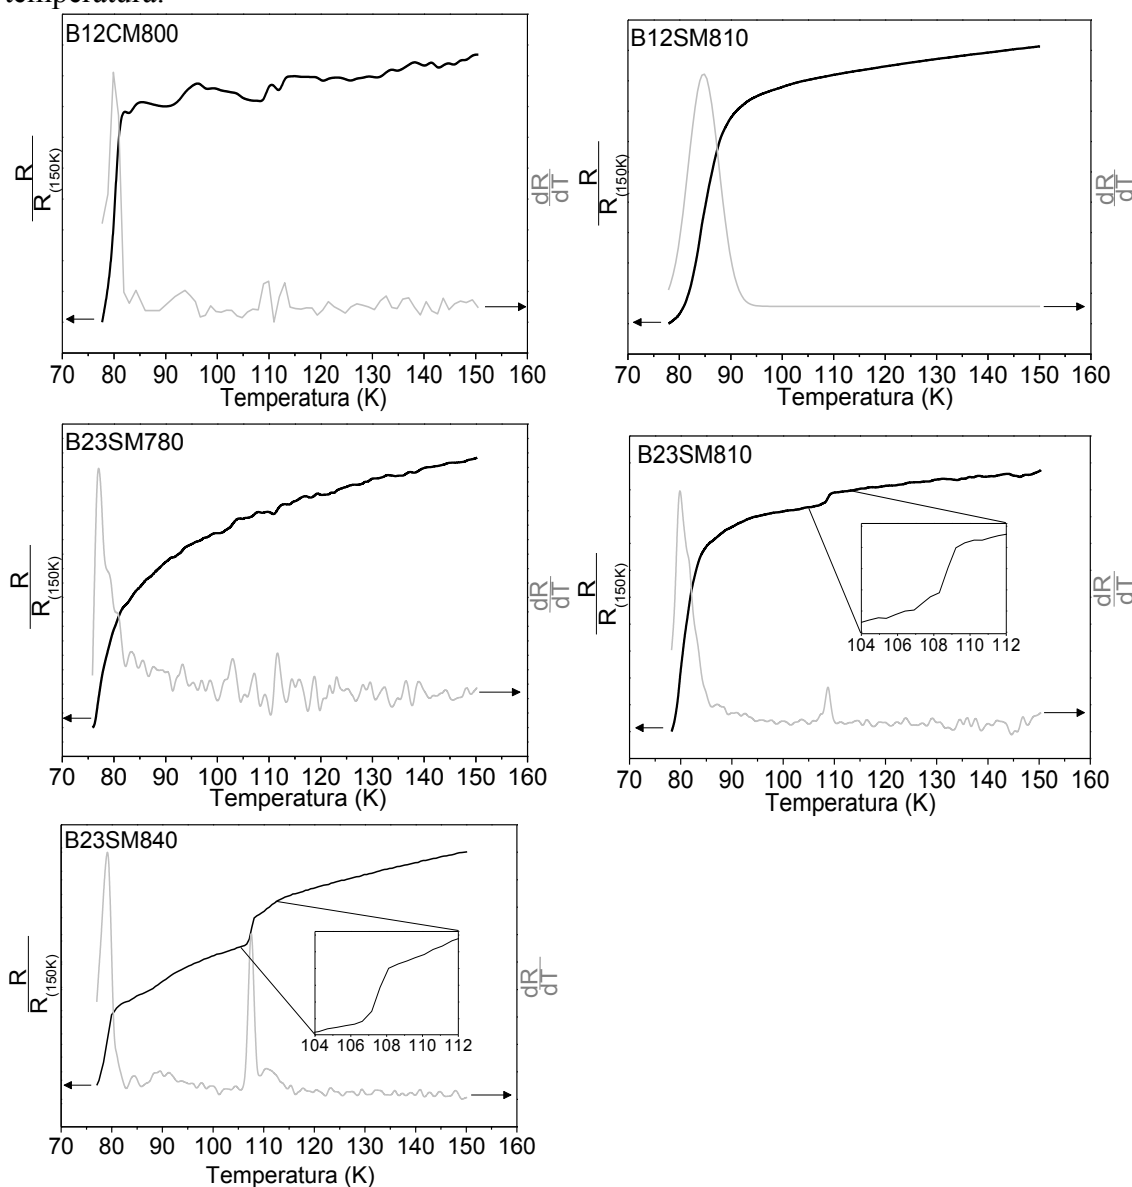 temperatura.
B12CM800
R
R(150K)
dR
dT
70 80 90 100 110 120 130 140 150 160
Temperatura (K)
B12SM810
R
R(150K)
dR
dT
70 80 90 100 110 120 130 140 150 160
Temperatura (K)
B23SM780
R
R(150K)
dR
dT
70 80 90 100 110 120 130 140 150 160
Temperatura (K)
B23SM810
R
R(150K)
dR
dT
104 106 108 110 112
70 80 90 100 110 120 130 140 150 160
Temperatura (K)
B23SM840
R
R(150K)
dR
dT
104 106 108 110 112
70 80 90 100 110 120 130 140 150 160
Temperatura (K)